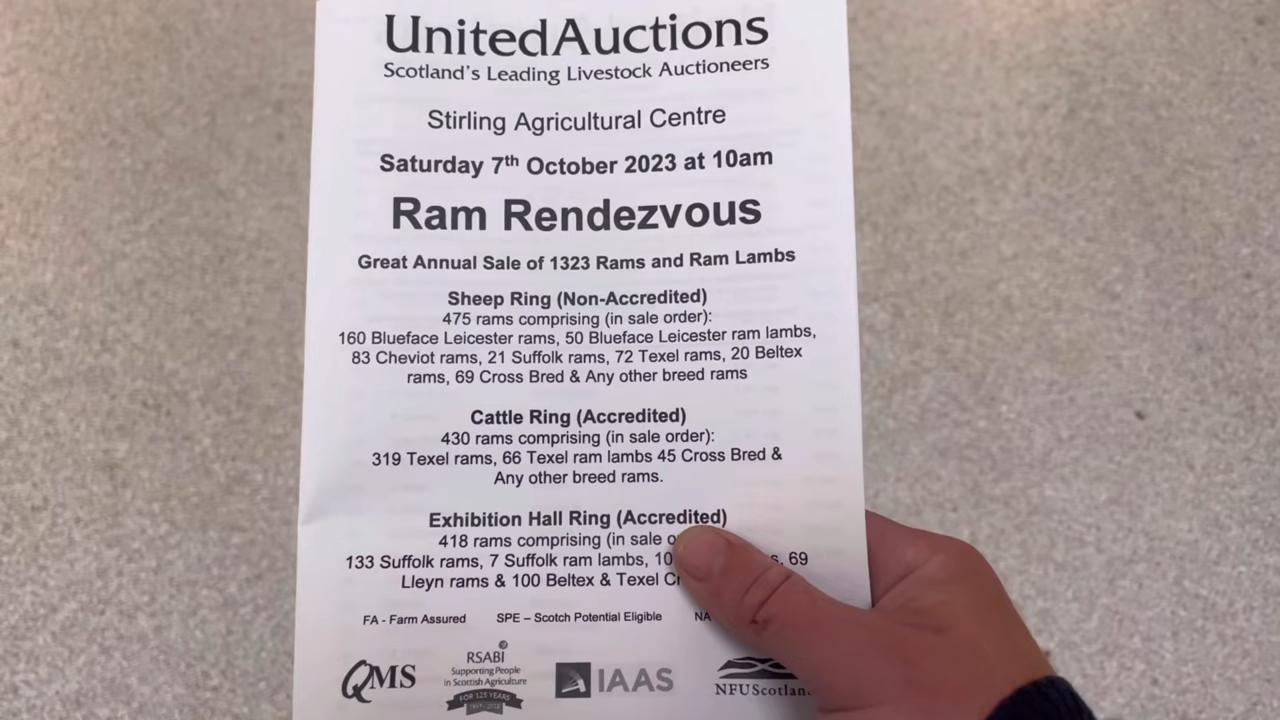 UnitedAuctions
Scotland's Leading Livestock Auctioneers
Stirling Agricultural Centre
Saturday 7th October 2023 at 10am
Ram Rendezvous
Great Annual Sale of 1323 Rams and Ram Lambs
Sheep Ring (Non-Accredited)
475 rams comprising (in sale order):
160 Blueface Leicester rams, 50 Blueface Leicester ram lambs,
83 Cheviot rams, 21 Suffolk rams, 72 Texel rams, 20 Beltex
rams, 69 Cross Bred & Any other breed rams
Cattle Ring (Accredited)
430 rams comprising (in sale order):
319 Texel rams, 66 Texel ram lambs 45 Cross Bred &
Any other breed rams.
Exhibition Hall Ring (Accredited)
418 rams comprising (in sale
133 Suffolk rams, 7 Suffolk ram lambs, 69
Lleyn rams & 100 Beltex & Texel
FA - Farm Assured SPE – Scotch Potential Eligible NA
QMS
RSABI
Supporting People
in Scottish Agriculture
FOR 125 YEARS
IAAS
NFUScotlan